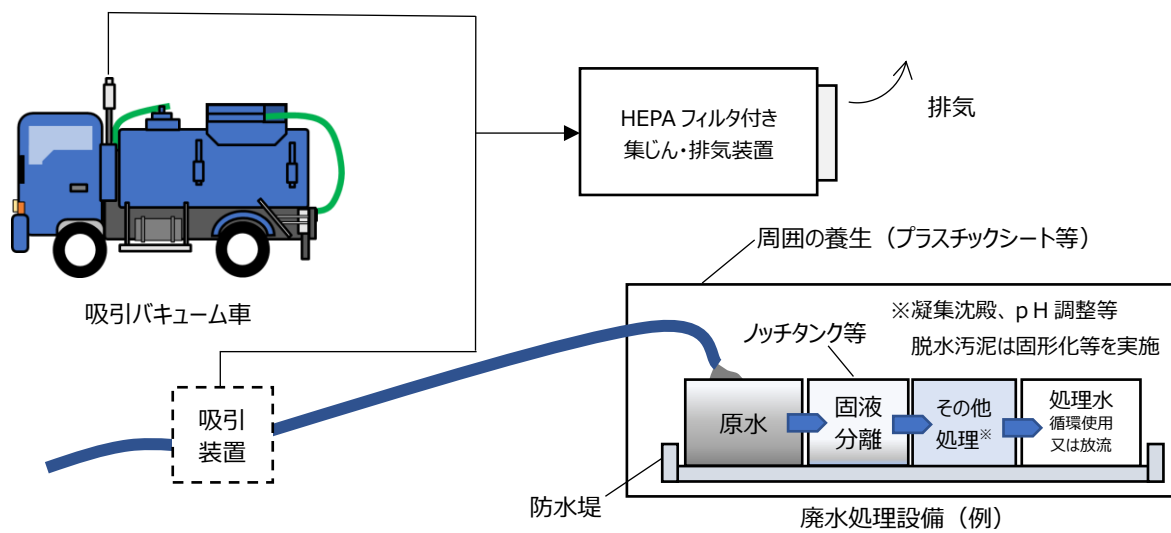 HEPA フィルタ付き
集じん・排気装置
排気
吸引バキューム車
周囲の養生（プラスチックシート等）
※凝集沈殿、pH 調整等
脱水汚泥は固形化等を実施
ノッチタンク等
吸引
装置
原水
固液
分離
その他
処理※
処理水
循環使用
又は放流
防水堤
廃水処理設備（例）